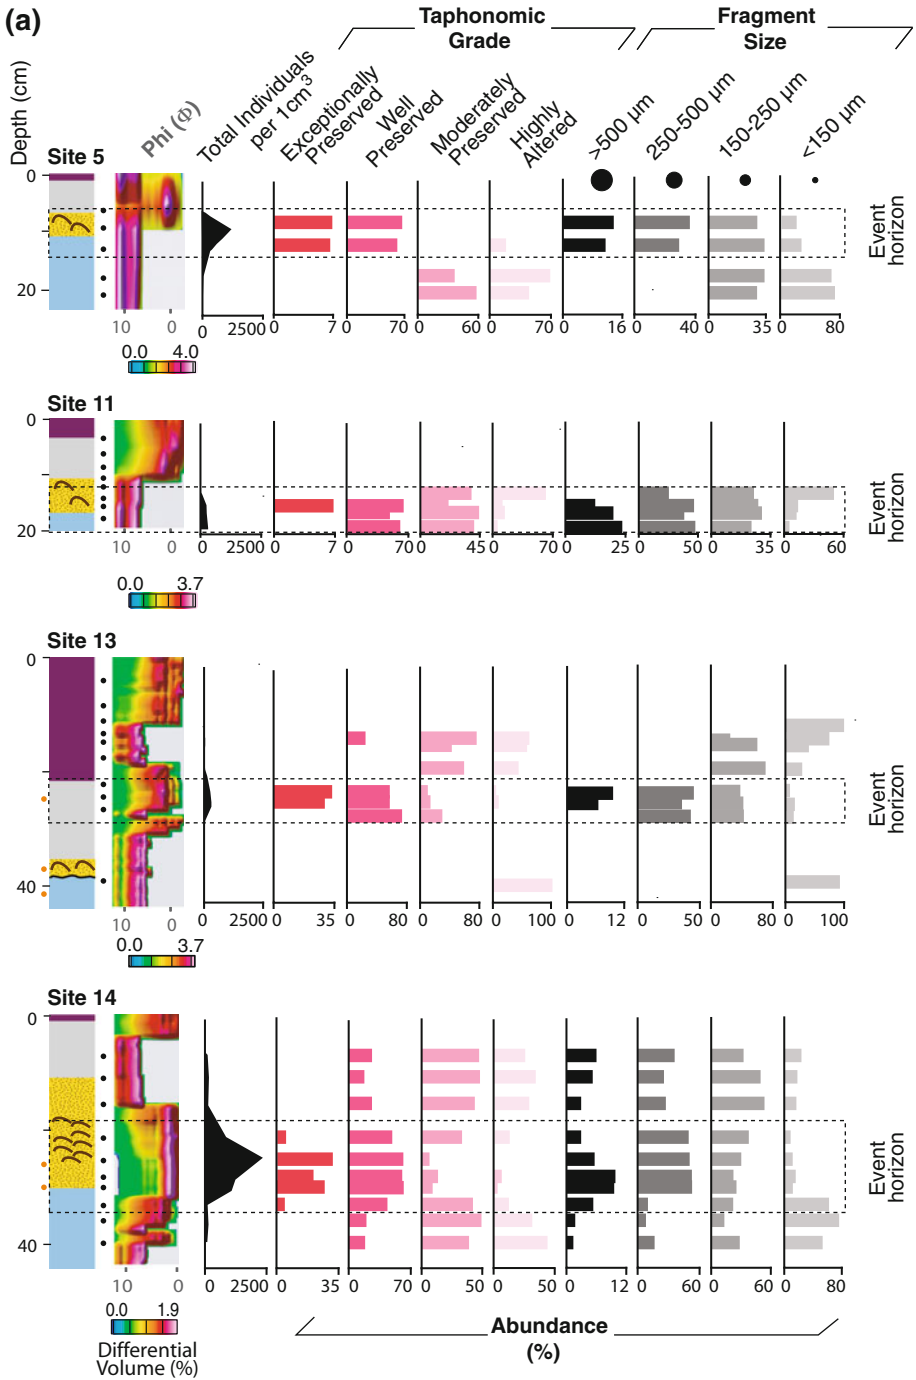 (a)
Taphonomic
Grade
Fragment
Size
Depth (cm)
Phi (Φ)
Total Individuals
per 1cm³
Exceptionally
Preserved
Well
Preserved
Moderately
Preserved
Highly
Altered
>500 µm
250-500 µm
150-250 µm
<150 µm
Site 5
0
20
10 0
0 2500 0 7 0 70 0 60 0 70 0 16 0 40 0 35 0 80
0.0 4.0
Event
horizon
Site 11
0
20
10 0
0 2500 0 7 0 70 0 45 0 70 0 25 0 50 0 35 0 60
0.0 3.7
Event
horizon
Site 13
0
40
10 0
0 2500 0 35 0 80 0 80 0 100 0 12 0 50 0 80 0 100
0.0 3.7
Event
horizon
Site 14
0
40
10 0
0 2500 0 35 0 70 0 50 0 50 0 12 0 60 0 60 0 80
0.0 1.9
Differential
Volume (%)
Event
horizon
Abundance
(%)